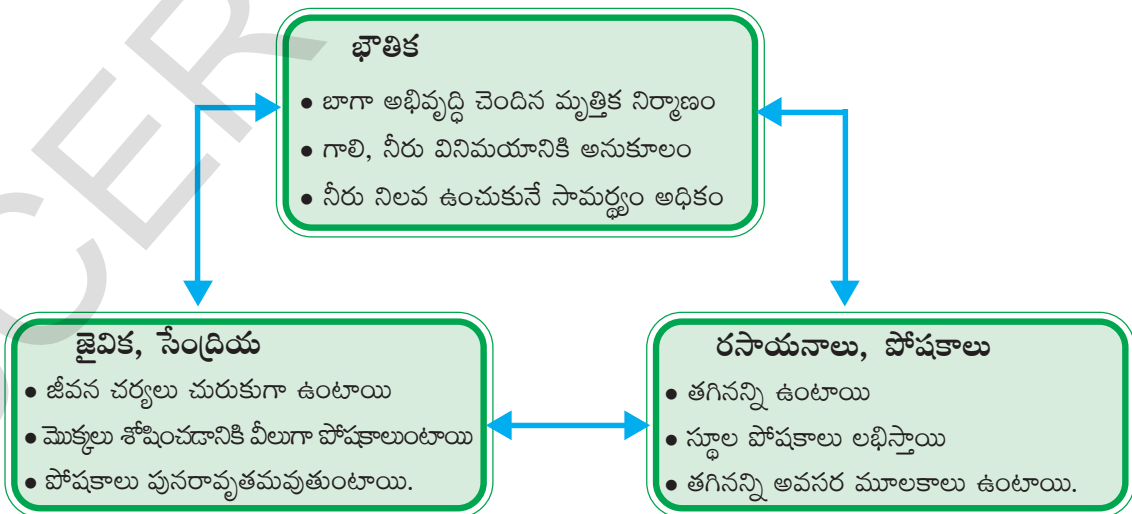 భౌతిక
• బాగా అభివృద్ధి చెందిన మృత్తిక నిర్మాణం
• గాలి, నీరు వినిమయానికి అనుకూలం
• నీరు నిలవ ఉంచుకునే సామర్థ్యం అధికం
జైవిక, సేంద్రియ
• జీవన చర్యలు చురుకుగా ఉంటాయి
• మొక్కలు శోషించడానికి వీలుగా పోషకాలుంటాయి
• పోషకాలు పునరావృతమవుతుంటాయి.
రసాయనాలు, పోషకాలు
• తగినన్ని ఉంటాయి
• స్థూల పోషకాలు లభిస్తాయి
• తగినన్ని అవసర మూలకాలు ఉంటాయి.